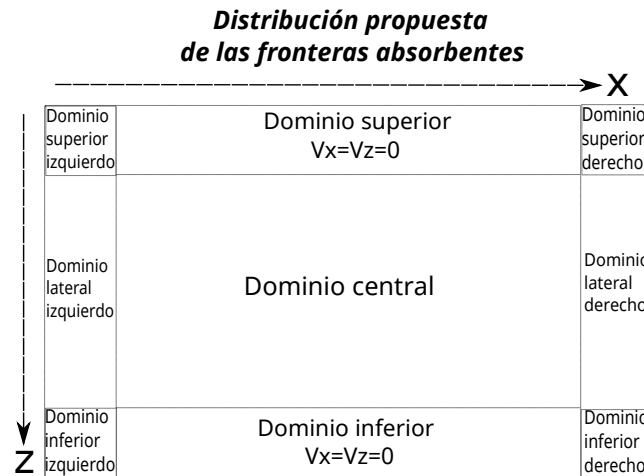 Distribución propuesta
de las fronteras absorbentes
X
Dominio
superior
izquierdo
Dominio superior
Vx=Vz=0
Dominio
superior
derecho
Dominio
lateral
izquierdo
Dominio central
Dominio
lateral
derecho
Dominio
inferior
izquierdo
Dominio inferior
Vx=Vz=0
Dominio
inferior
derecho
Z